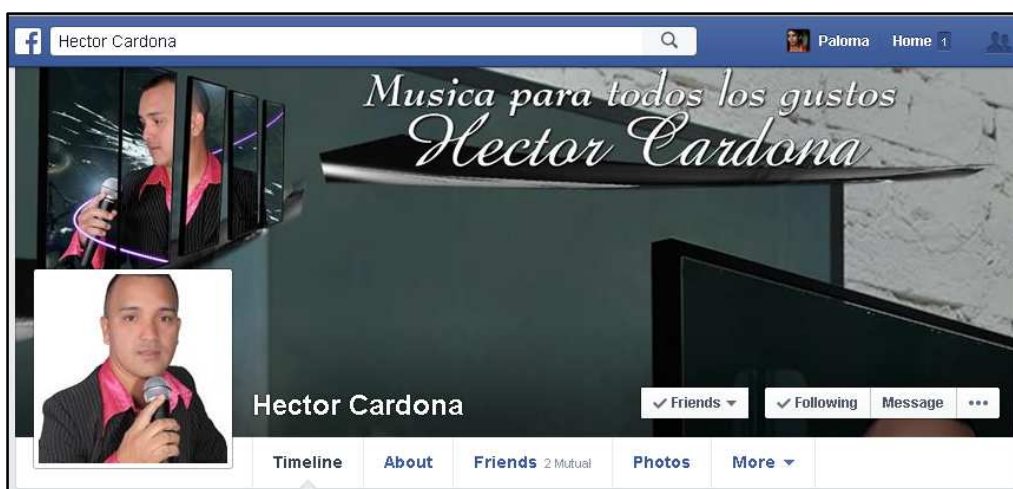 f
Hector Cardona
Paloma Home 1
Musica para todos los gustos
Hector Cardona
Hector Cardona
Friends
Following Message
Timeline About Friends 2 Mutual Photos More